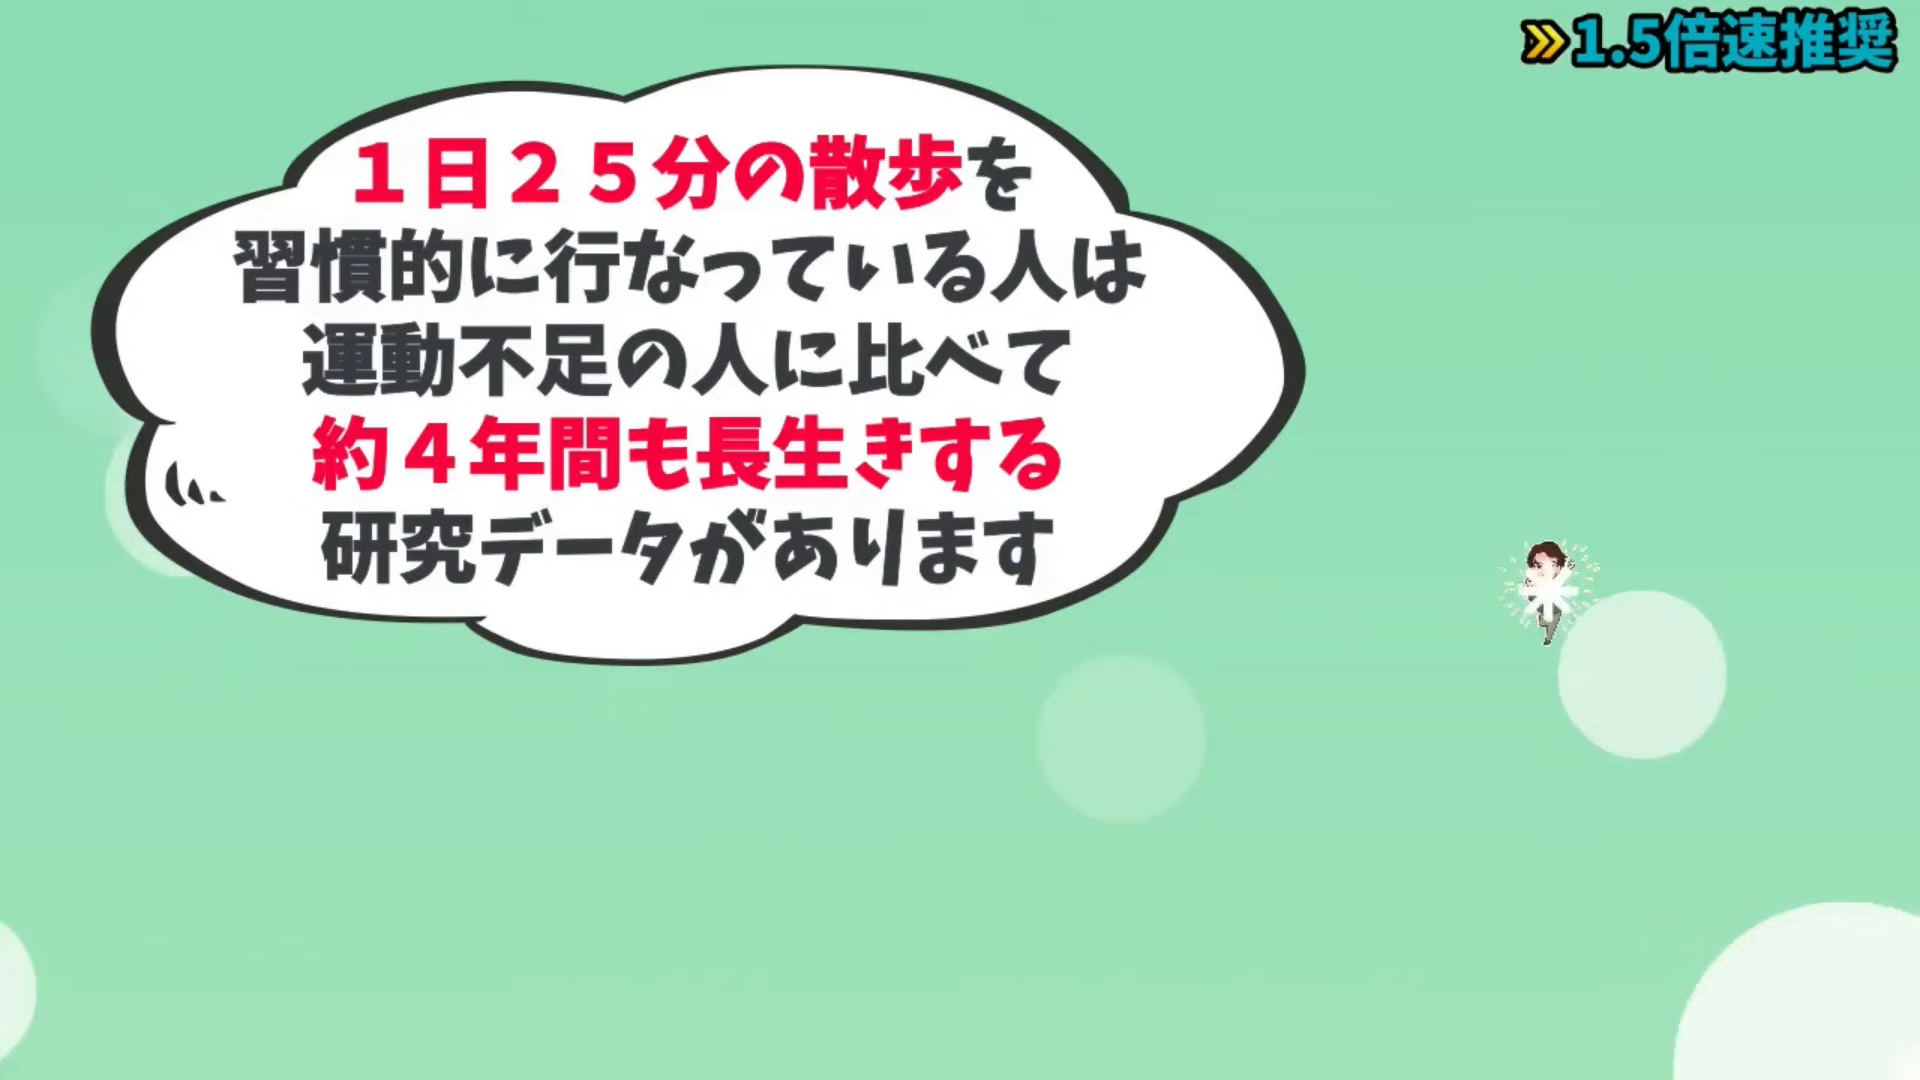 1.5倍速推奨
１日２５分の散歩を
習慣的に行なっている人は
運動不足の人に比べて
約４年間も長生きする
研究データがあります